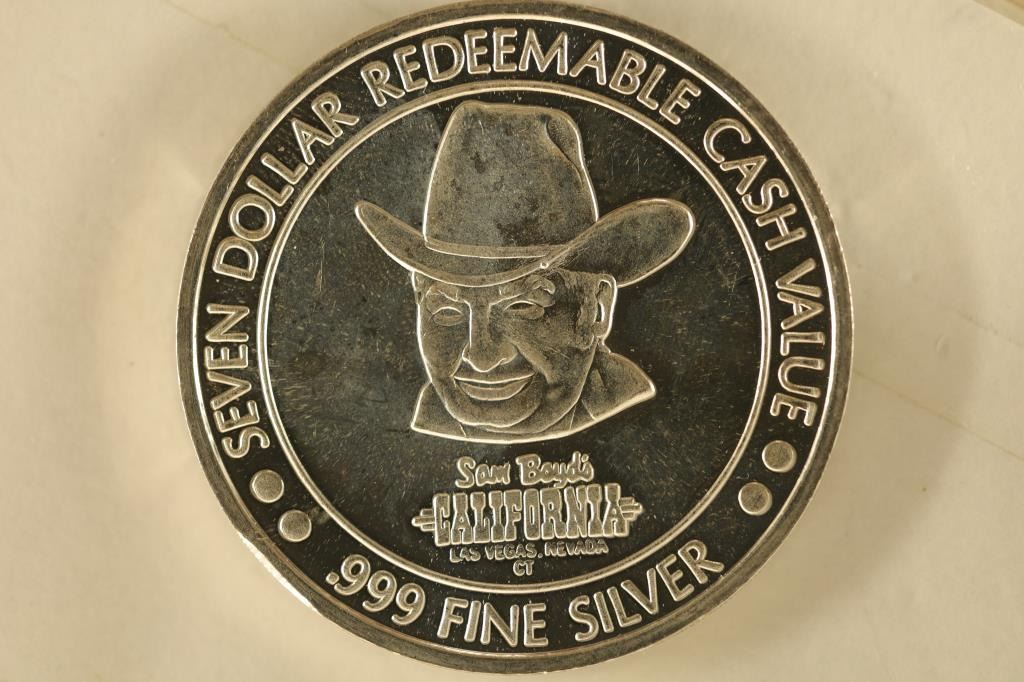 SEVEN DOLLAR REDEEMABLE CASH VALUE
Sam Boyd's
CALIFORNIA
LAS VEGAS, NEVADA
CT
.999 FINE SILVER